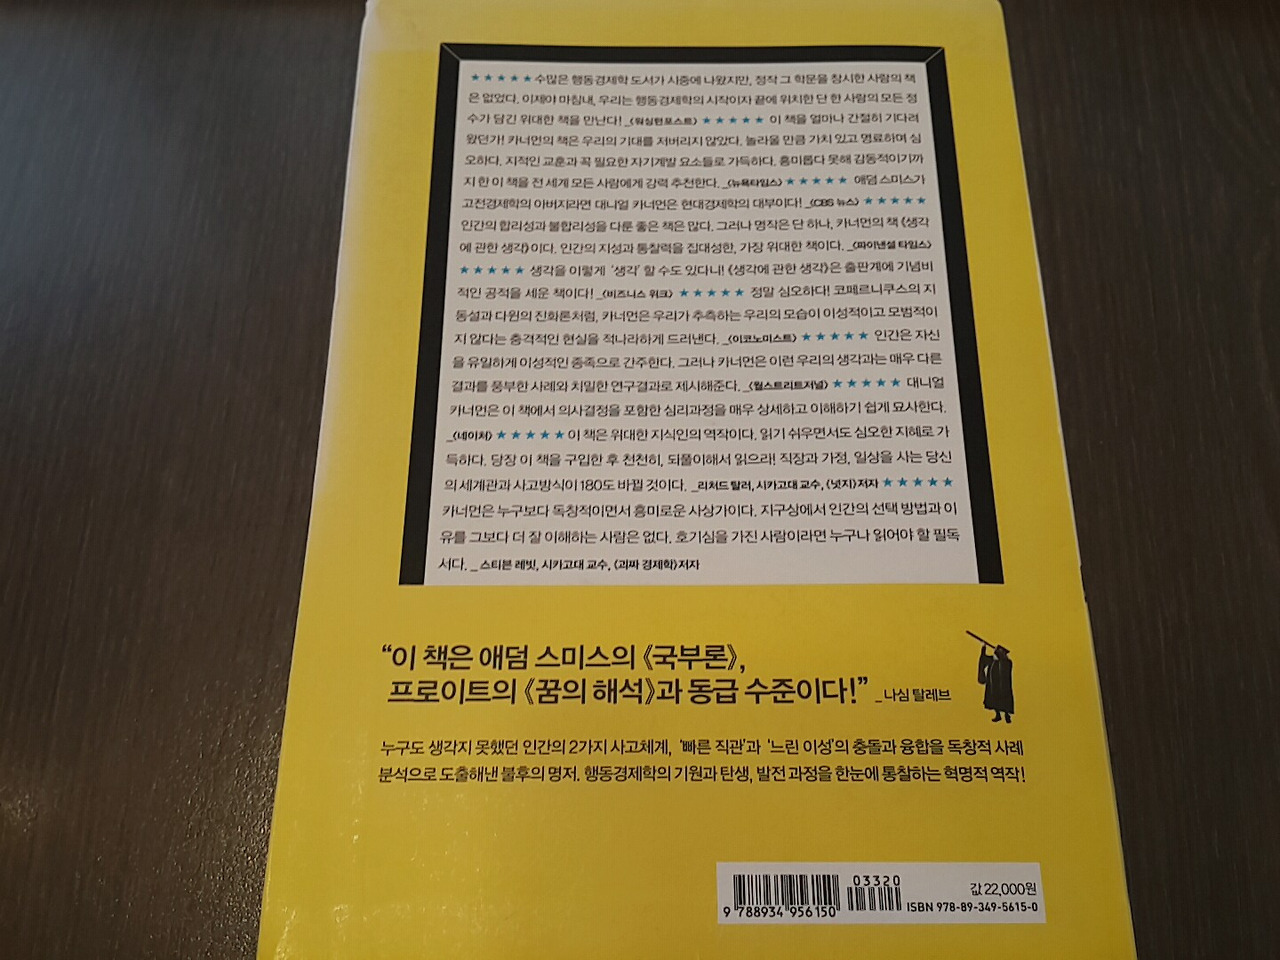 ★★★★★ 수많은 행동경제학 도서가 시중에 나왔지만, 정작 그 학문을 창시한 사람의 책
은 없었다. 이제야 마침내, 우리는 행동경제학의 시작이자 끝에 위치한 단 한 사람의 모든 정
수가 담긴 위대한 책을 만난다! _〈워싱턴포스트〉 ★★★★★ 이 책을 얼마나 간절히 기다려
왔던가! 카너먼의 책은 우리의 기대를 저버리지 않았다. 놀라울 만큼 가치 있고 명료하며 심
오하다. 지적인 교훈과 꼭 필요한 자기계발 요소들로 가득하다. 흥미롭다 못해 감동적이기까
지 한 이 책을 전 세계 모든 사람에게 강력 추천한다. _〈뉴욕타임스〉 ★★★★★ 애덤 스미스가
고전경제학의 아버지라면 대니얼 카너먼은 현대경제학의 대부이다! _〈CBS 뉴스〉 ★★★★★
인간의 합리성과 불합리성을 다룬 좋은 책은 많다. 그러나 명작은 단 하나, 카너먼의 책 《생각
에 관한 생각》이다. 인간의 지성과 통찰력을 집대성한, 가장 위대한 책이다. _〈파이낸셜 타임스〉
★★★★★ 생각을 이렇게 ‘생각’ 할 수도 있다니! 《생각에 관한 생각》은 출판계에 기념비
적인 공적을 세운 책이다! _〈비즈니스 위크〉 ★★★★★ 정말 심오하다! 코페르니쿠스의 지
동설과 다윈의 진화론처럼, 카너먼은 우리가 추측하는 우리의 모습이 이성적이고 모범적이
지 않다는 충격적인 현실을 적나라하게 드러낸다. _〈이코노미스트〉 ★★★★★ 인간은 자신
을 유일하게 이성적인 종족으로 간주한다. 그러나 카너먼은 이런 우리의 생각과는 매우 다른
결과를 풍부한 사례와 치밀한 연구결과로 제시해준다. _〈월스트리트저널〉 ★★★★★ 대니얼
카너먼은 이 책에서 의사결정을 포함한 심리과정을 매우 상세하고 이해하기 쉽게 묘사한다.
_〈네이처〉 ★★★★★ 이 책은 위대한 지식인의 역작이다. 읽기 쉬우면서도 심오한 지혜로 가
득하다. 당장 이 책을 구입한 후 천천히, 되풀이해서 읽으라! 직장과 가정, 일상을 사는 당신
의 세계관과 사고방식이 180도 바뀔 것이다. _리처드 탈러, 시카고대 교수, 〈넛지〉저자 ★★★★★
카너먼은 누구보다 독창적이면서 흥미로운 사상가이다. 지구상에서 인간의 선택 방법과 이
유를 그보다 더 잘 이해하는 사람은 없다. 호기심을 가진 사람이라면 누구나 읽어야 할 필독
서다. _ 스티븐 레빗, 시카고대 교수, 〈괴짜 경제학〉저자
“이 책은 애덤 스미스의 《국부론》,
프로이트의 《꿈의 해석》과 동급 수준이다!” _나심 탈레브
누구도 생각지 못했던 인간의 2가지 사고체계, ‘빠른 직관’과 ‘느린 이성’의 충돌과 융합을 독창적 사례
분석으로 도출해낸 불후의 명저. 행동경제학의 기원과 탄생, 발전 과정을 한눈에 통찰하는 혁명적 역작!
03320
값 22,000원
9 788934 956150
ISBN 978-89-349-5615-0